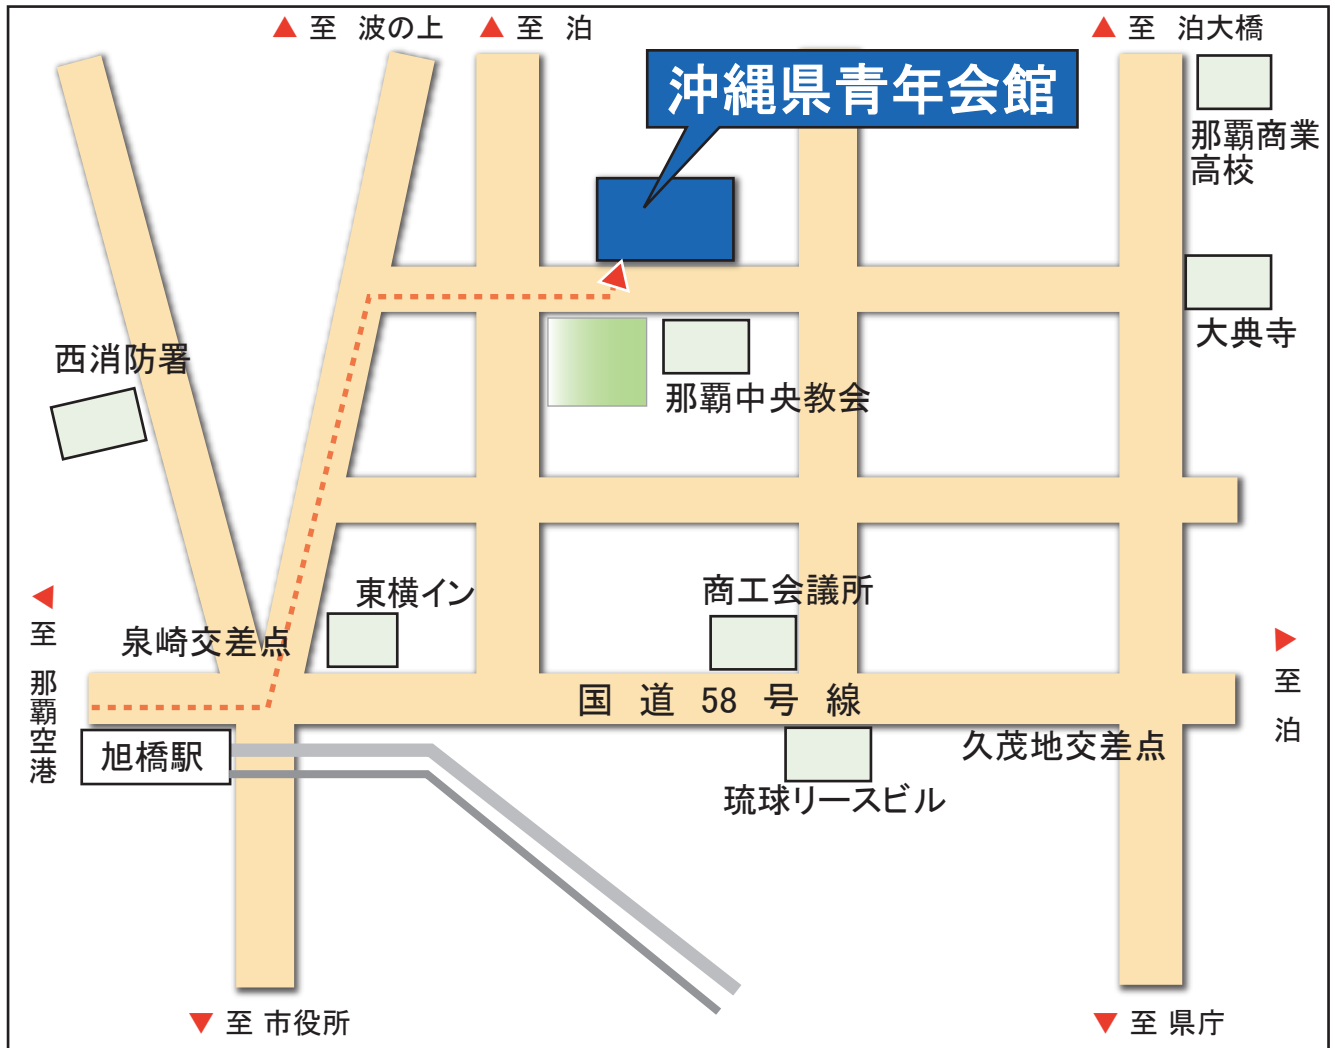 至 波の上
至 泊
至 泊大橋
沖縄県青年会館
那覇商業
高校
大典寺
西消防署
那覇中央教会
東横イン
商工会議所
泉崎交差点
至 那覇空港
至 泊
国道58号線
旭橋駅
久茂地交差点
琉球リースビル
至 市役所
至 県庁